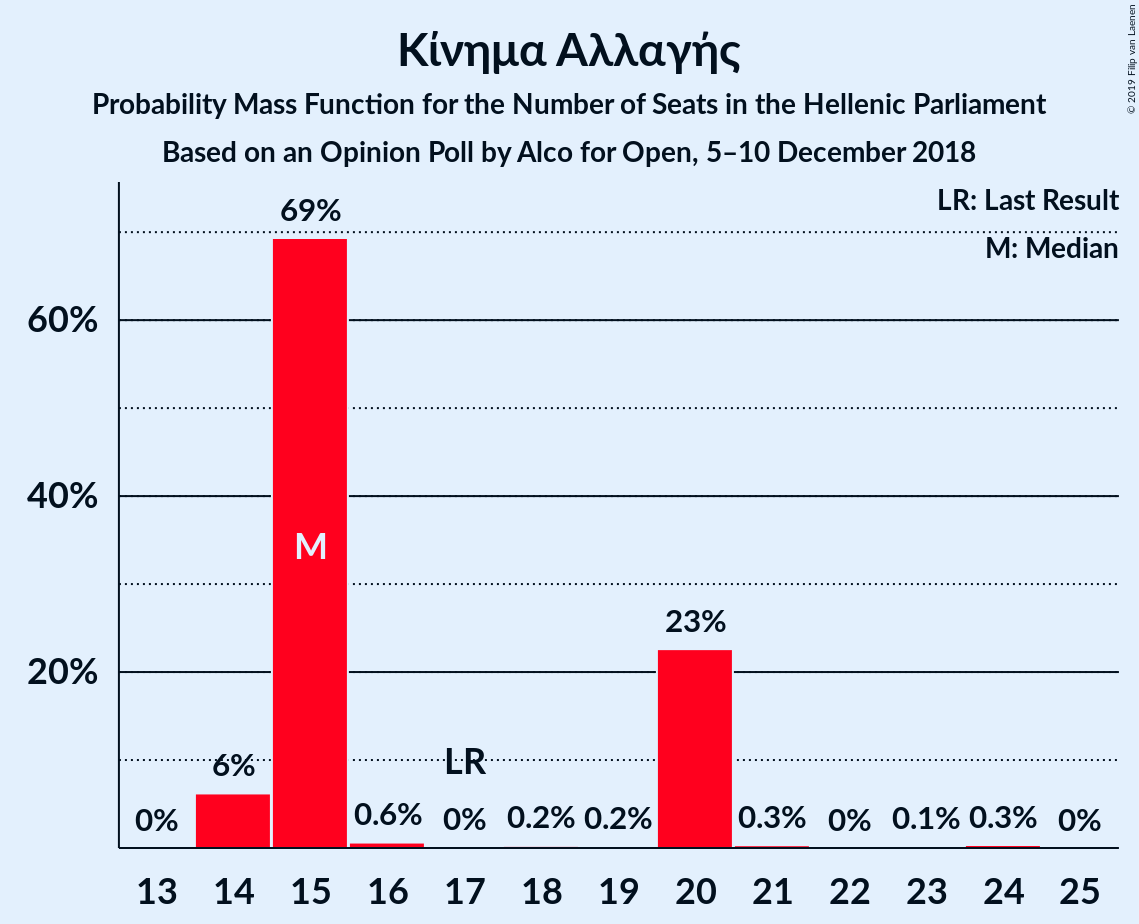 Κίνημα Αλλαγής
Probability Mass Function for the Number of Seats in the Hellenic Parliament
Based on an Opinion Poll by Alco for Open, 5–10 December 2018
© 2019 Filip van Laenen
LR: Last Result
M: Median
60%
40%
20%
0%
6%
69%
M
0.6%
LR
0%
0.2%
0.2%
23%
0.3%
0%
0.1%
0.3%
0%
13 14 15 16 17 18 19 20 21 22 23 24 25